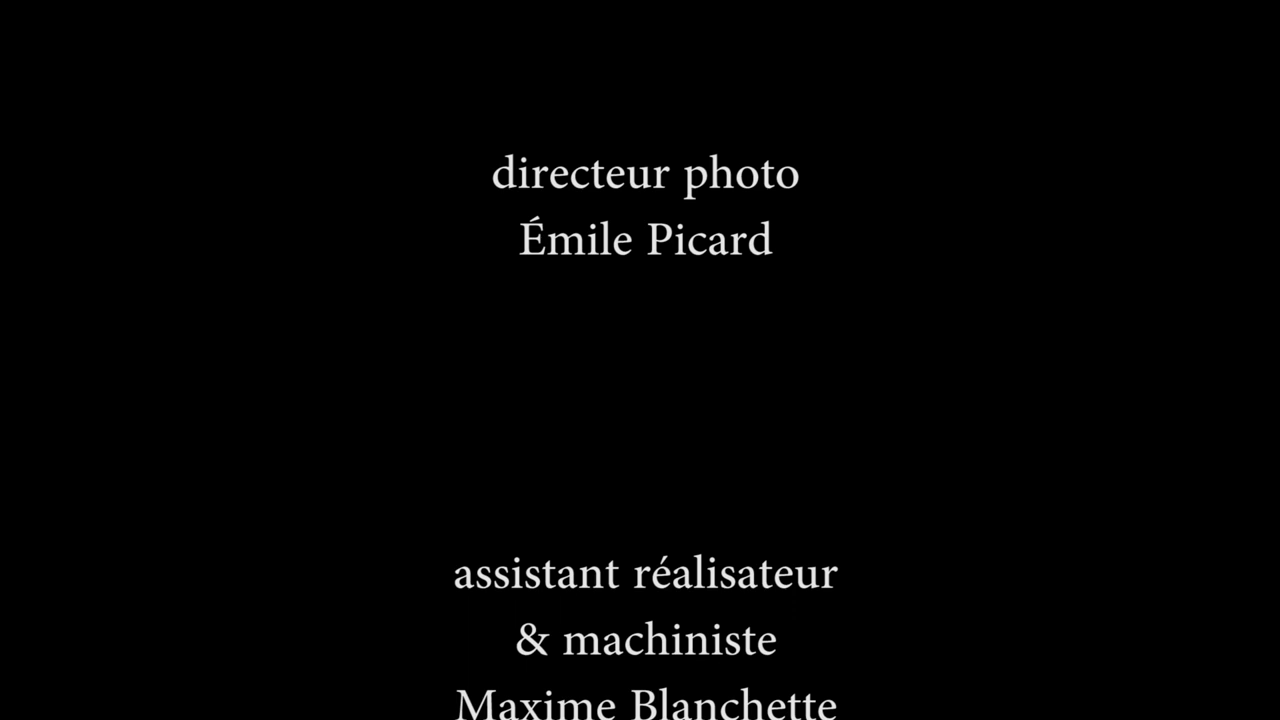 directeur photo
Émile Picard
assistant réalisateur
& machiniste
Maxime Blanchette